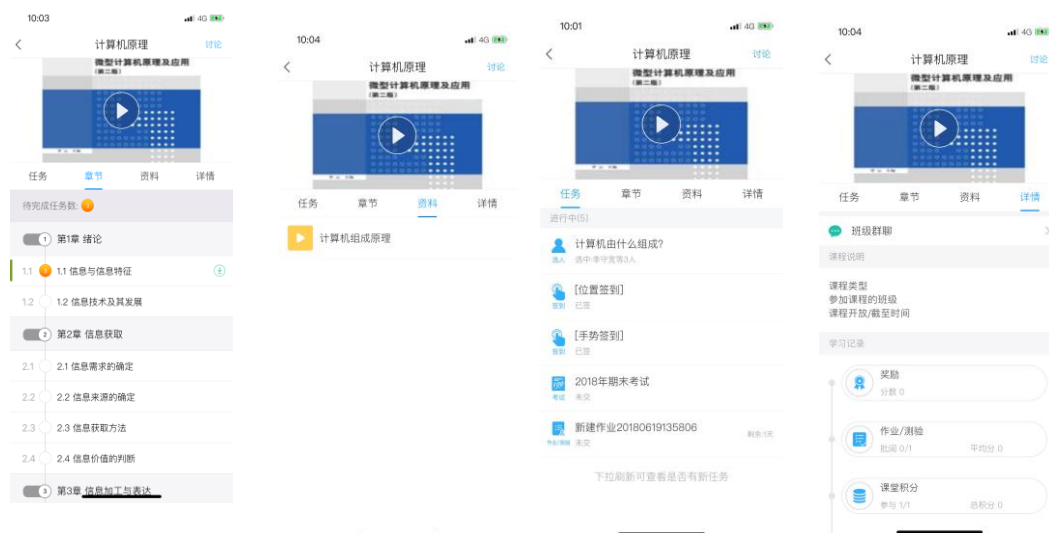 10:03
4G
计算机原理
讨论
微型计算机原理及应用
(第二版)
任务 章节 资料 详情
待完成任务数: 1
1 第1章 绪论
1.1 1 1.1 信息与信息特征
1.2 1.2 信息技术及其发展
2 第2章 信息获取
2.1 2.1 信息需求的确定
2.2 2.2 信息来源的确定
2.3 2.3 信息获取方法
2.4 2.4 信息价值的判断
3 第3章 信息加工与表达
10:04
4G
计算机原理
讨论
微型计算机原理及应用
(第二版)
任务 章节 资料 详情
计算机组成原理
10:01
4G
计算机原理
讨论
微型计算机原理及应用
(第二版)
任务 章节 资料 详情
进行中(5)
计算机由什么组成?
选人 选中:李守宽等3人
[位置签到]
签到 已签
[手势签到]
签到 已签
2018年期末考试
考试 未交
新建作业20180619135806
作业/测验 未交
剩余:1天
下拉刷新可查看是否有新任务
10:04
4G
计算机原理
讨论
微型计算机原理及应用
(第二版)
任务 章节 资料 详情
班级群聊
课程说明
课程类型
参加课程的班级
课程开放/截至时间
学习记录
奖励
分数 0
作业/测验
批阅 0/1 平均分 0
课堂积分
参与 1/1 总积分 0